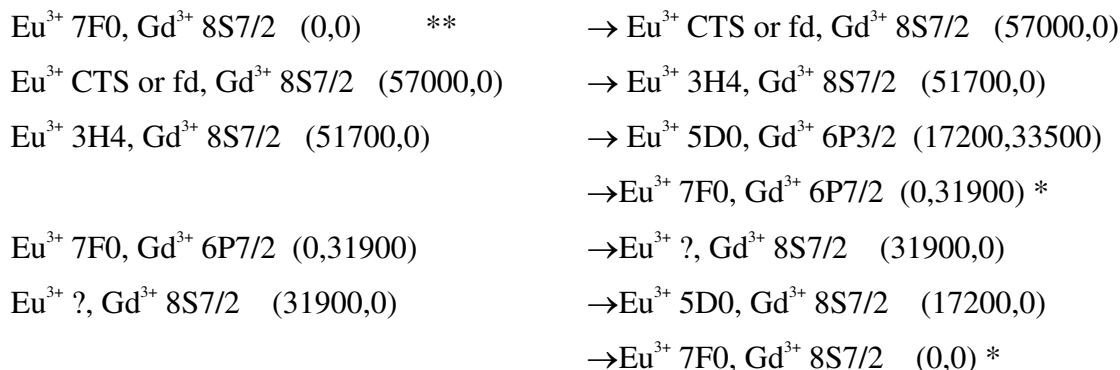 Eu³⁺ 7F0, Gd³⁺ 8S7/2 (0,0) ** → Eu³⁺ CTS or fd, Gd³⁺ 8S7/2 (57000,0)
Eu³⁺ CTS or fd, Gd³⁺ 8S7/2 (57000,0) → Eu³⁺ 3H4, Gd³⁺ 8S7/2 (51700,0)
Eu³⁺ 3H4, Gd³⁺ 8S7/2 (51700,0) → Eu³⁺ 5D0, Gd³⁺ 6P3/2 (17200,33500)
→Eu³⁺ 7F0, Gd³⁺ 6P7/2 (0,31900) *
Eu³⁺ 7F0, Gd³⁺ 6P7/2 (0,31900) →Eu³⁺ ?, Gd³⁺ 8S7/2 (31900,0)
Eu³⁺ ?, Gd³⁺ 8S7/2 (31900,0) →Eu³⁺ 5D0, Gd³⁺ 8S7/2 (17200,0)
→Eu³⁺ 7F0, Gd³⁺ 8S7/2 (0,0) *